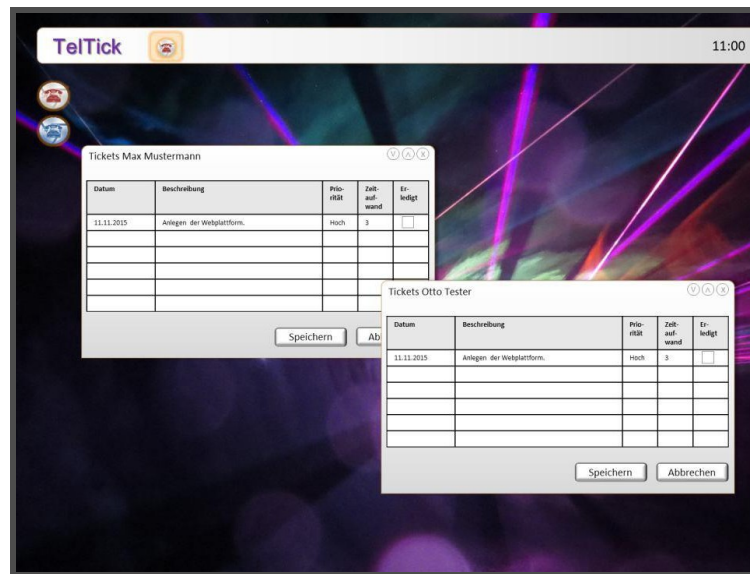 TelTick
11:00
Tickets Max Mustermann
V Λ X
Datum Beschreibung Prio- Zeit- Er-
rität auf- ledigt
wand
11.11.2015 Anlegen der Webplattform. Hoch 3
Speichern Ab
Tickets Otto Tester
V Λ X
Datum Beschreibung Prio- Zeit- Er-
rität auf- ledigt
wand
11.11.2015 Anlegen der Webplattform. Hoch 3
Speichern Abbrechen